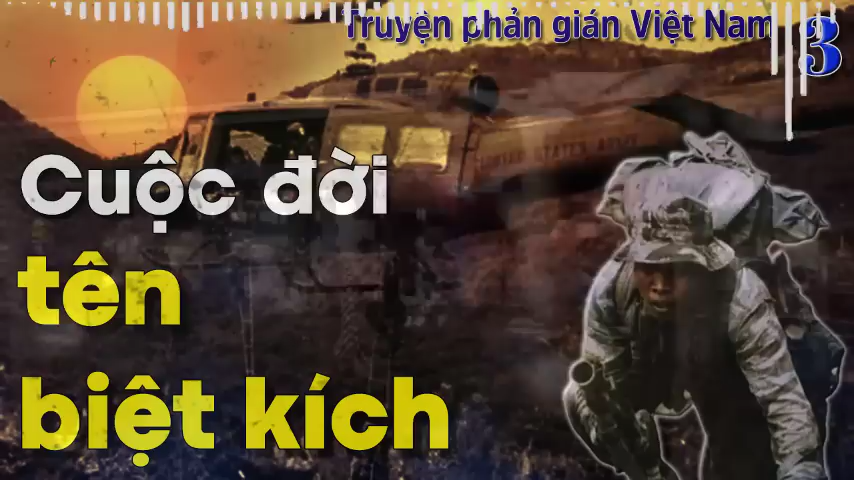 Truyện phản gián Việt Nam
3
Cuộc đời
tên
biệt kích